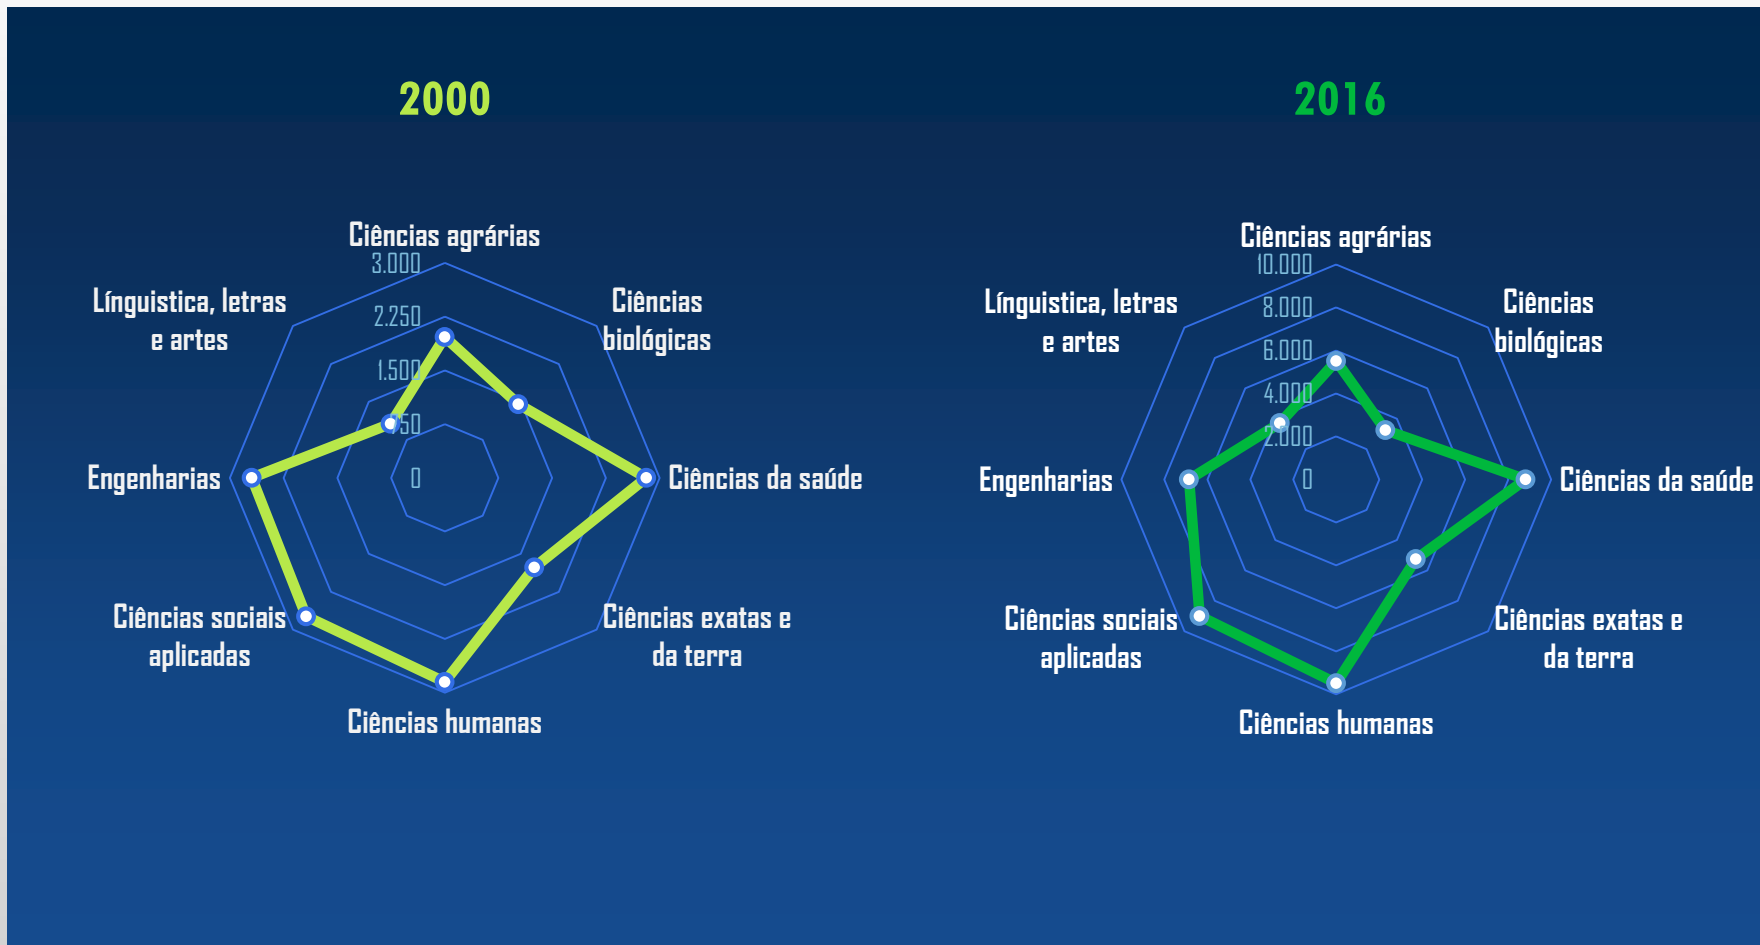 2000
Ciências agrárias
3.000
2.250
1.500
750
0
Línguistica, letras
e artes
Ciências
biológicas
Engenharias
Ciências da saúde
Ciências sociais
aplicadas
Ciências exatas e
da terra
Ciências humanas
2016
Ciências agrárias
10.000
8.000
6.000
4.000
2.000
0
Línguistica, letras
e artes
Ciências
biológicas
Engenharias
Ciências da saúde
Ciências sociais
aplicadas
Ciências exatas e
da terra
Ciências humanas